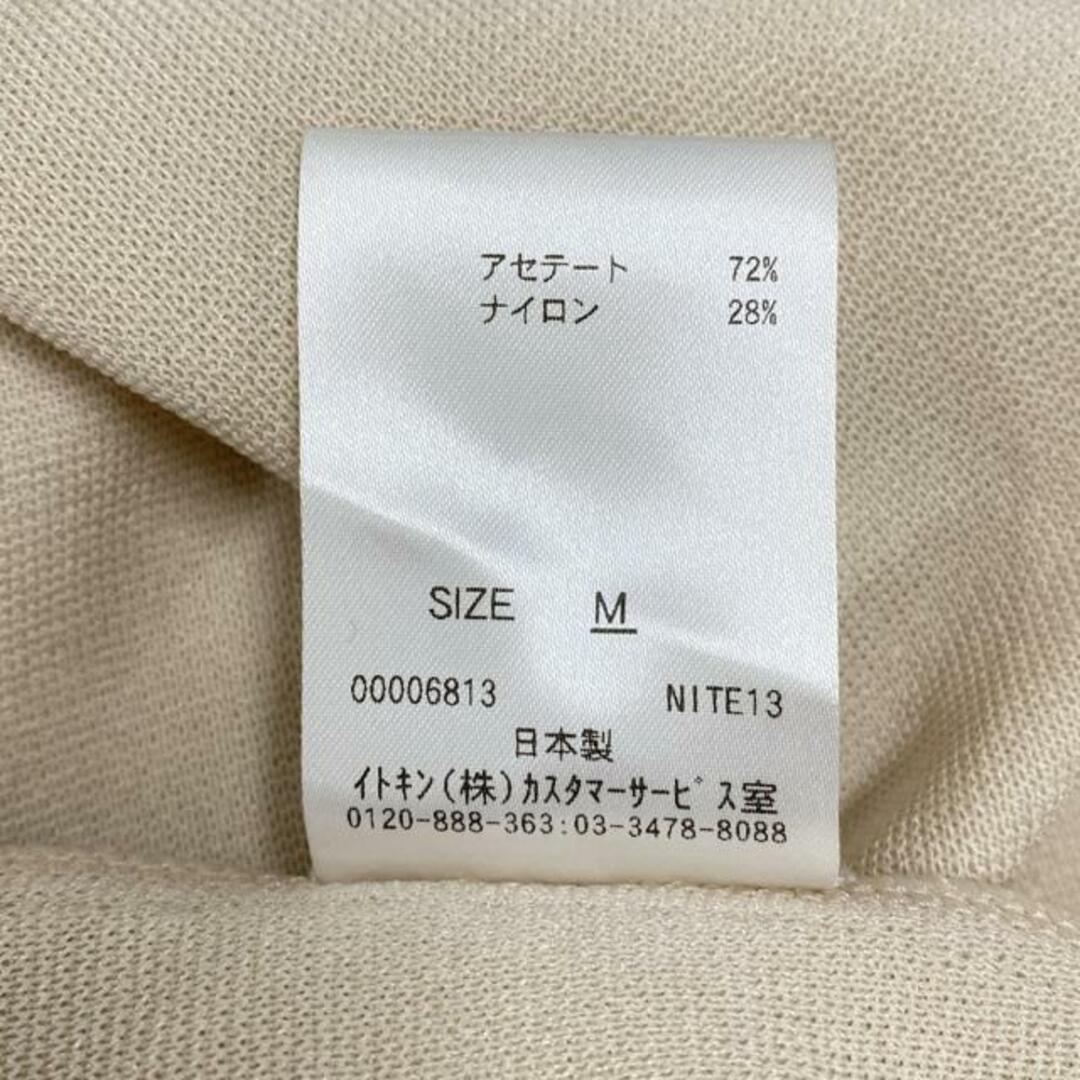 アセテート 72%
ナイロン 28%
SIZE M
00006813 NITE13
日本製
イトキン(株)カスタマーサービス室
0120-888-363:03-3478-8088